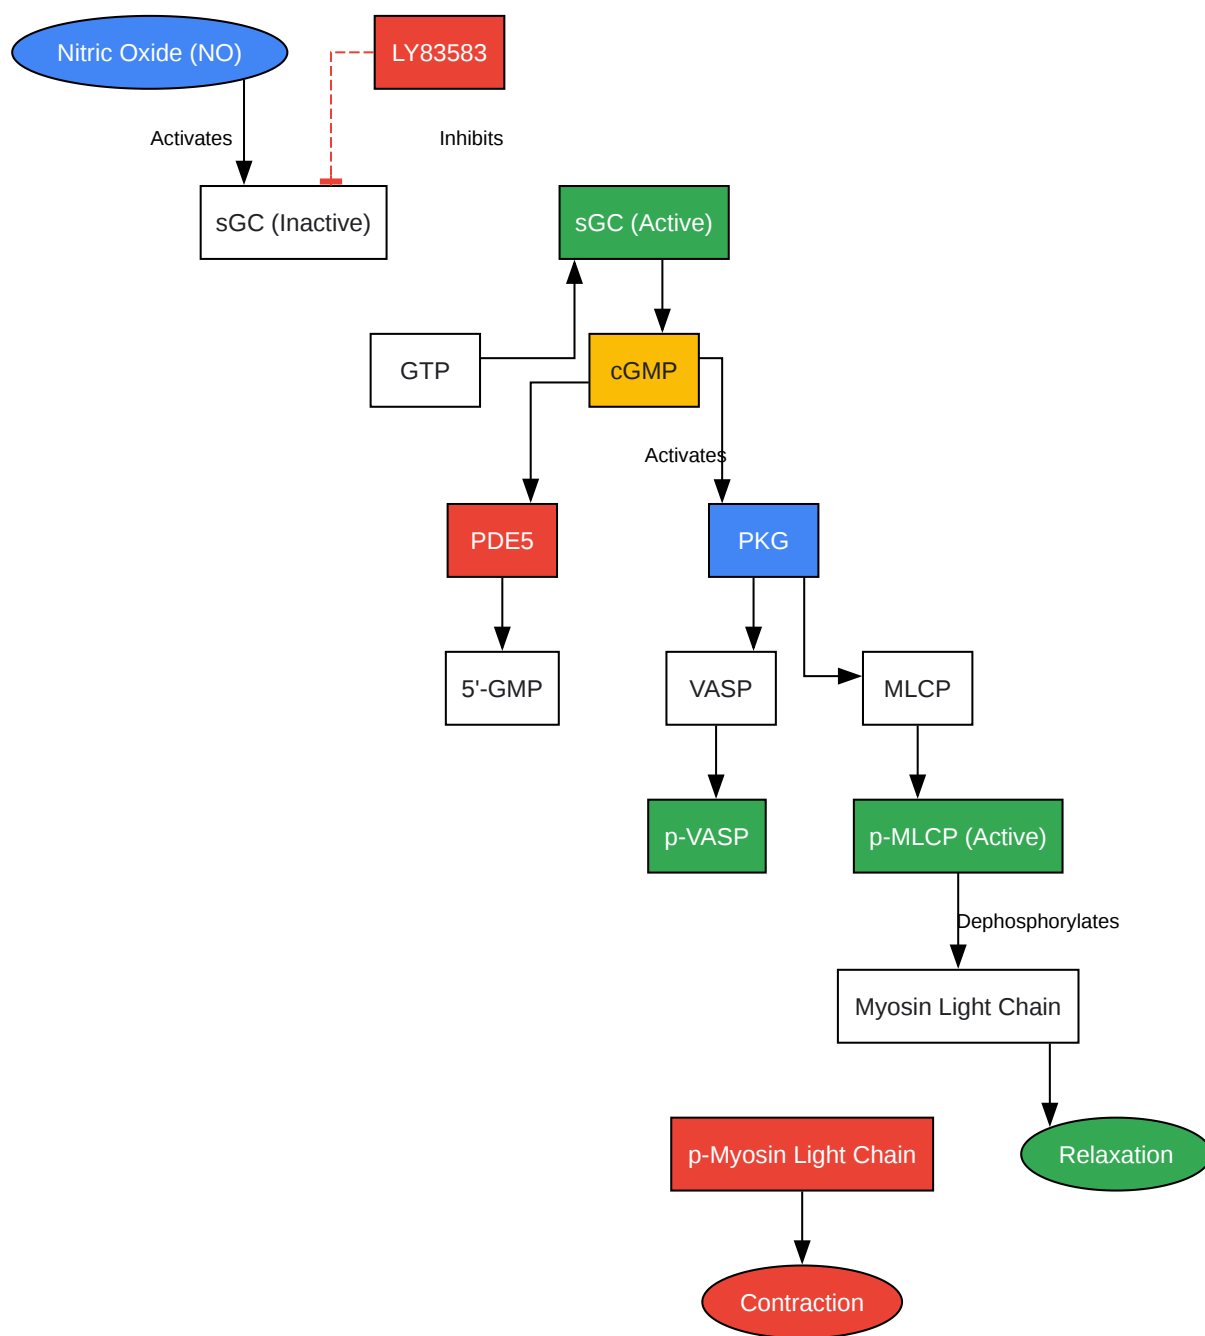 Nitric Oxide (NO)
LY83583
Activates
Inhibits
sGC (Inactive)
sGC (Active)
GTP
cGMP
Activates
PDE5
PKG
5'-GMP
VASP
MLCP
p-VASP
p-MLCP (Active)
Dephosphorylates
Myosin Light Chain
p-Myosin Light Chain
Relaxation
Contraction